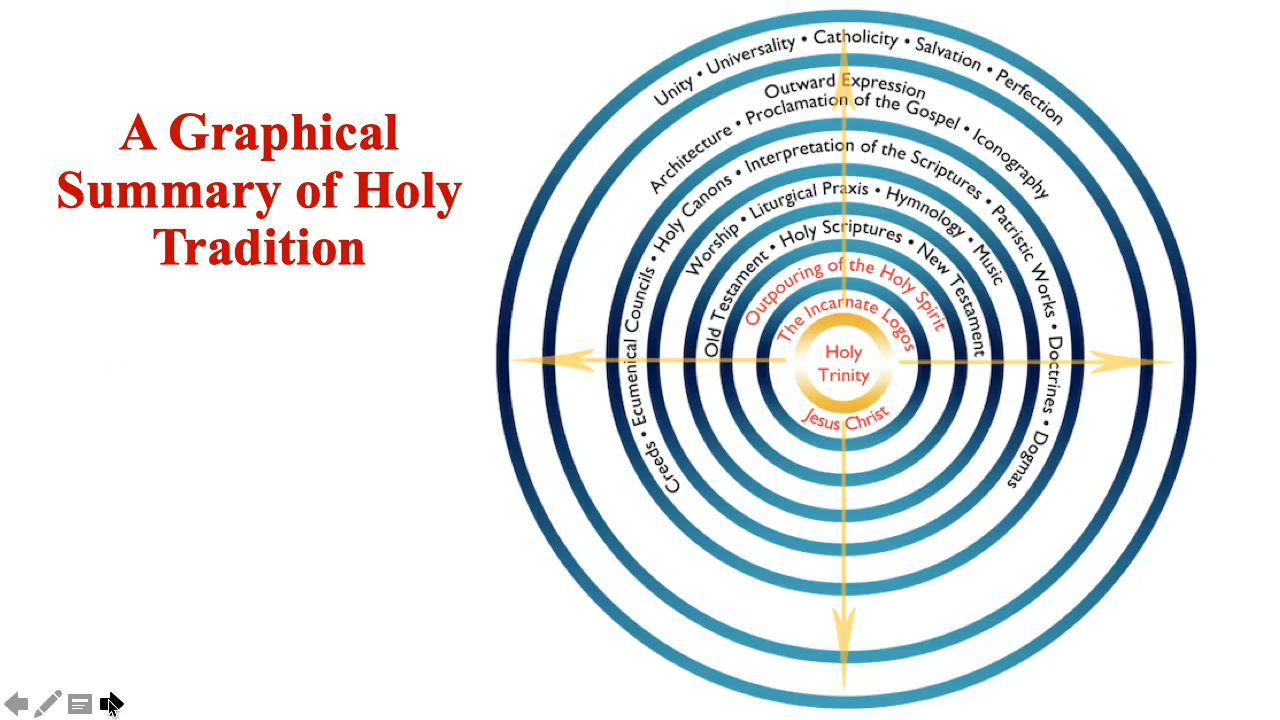 A Graphical
Summary of Holy
Tradition
Unity • Universality • Catholicity • Salvation • Perfection
Outward Expression
Architecture • Proclamation of the Gospel • Iconography
Creeds • Ecumenical Councils • Holy Canons • Interpretation of the Scriptures • Patristic Works • Doctrines • Dogmas
Worship • Liturgical Praxis • Hymnology • Music
Old Testament • Holy Scriptures • New Testament
Outpouring of the Holy Spirit
The Incarnate Logos
Holy
Trinity
Jesus Christ